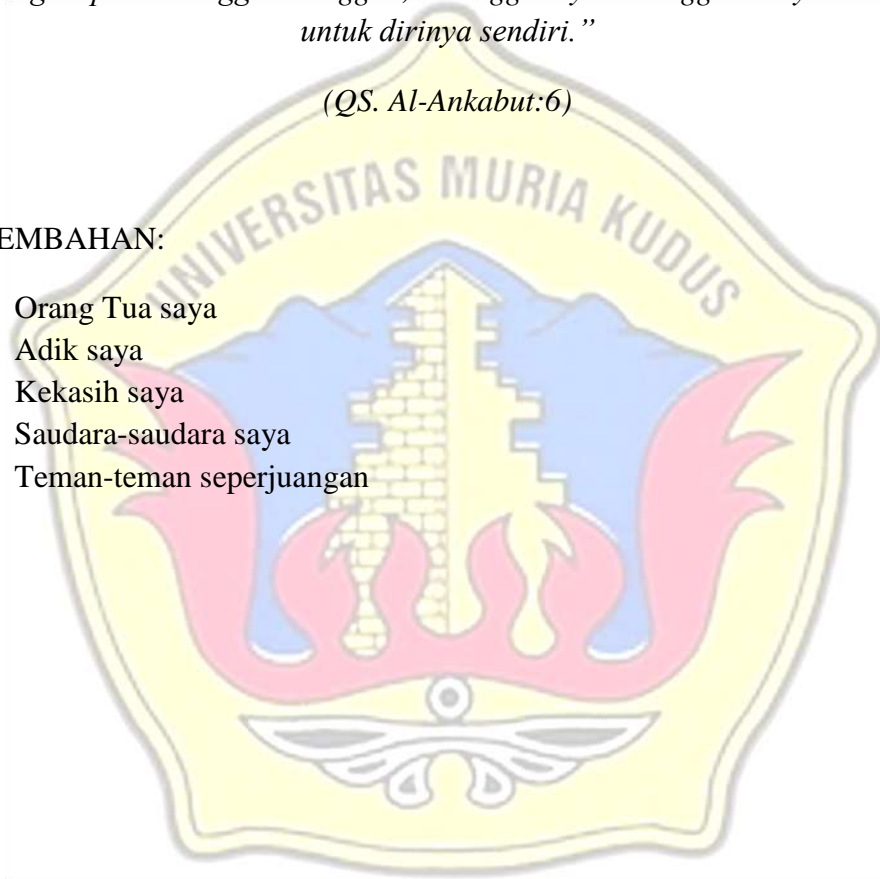 untuk dirinya sendiri.”
(QS. Al-Ankabut:6)
UNIVERSITAS MURIA KUDUS
EMBAHAN:
Orang Tua saya
Adik saya
Kekasih saya
Saudara-saudara saya
Teman-teman seperjuangan